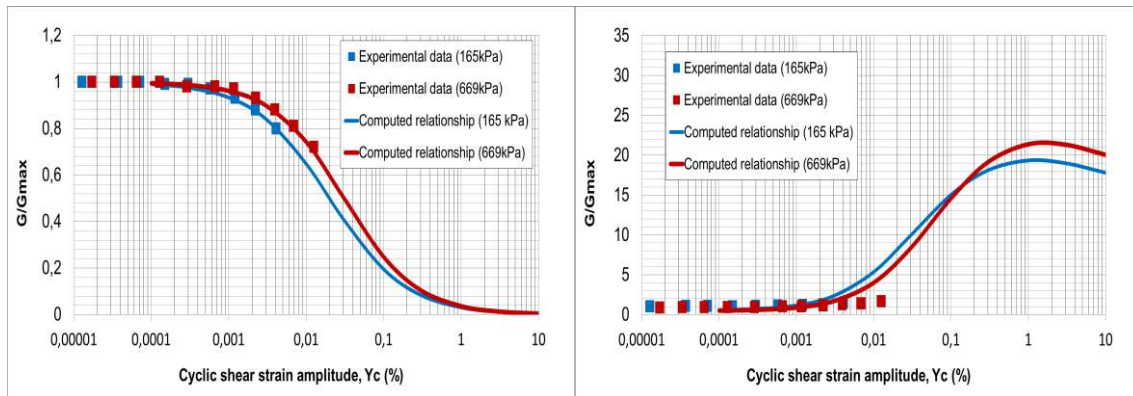 1,2
1
0,8
0,6
0,4
0,2
0
G/Gmax
Experimental data (165kPa)
Experimental data (669kPa)
Computed relationship (165 kPa)
Computed relationship (669kPa)
0,00001 0,0001 0,001 0,01 0,1 1 10
Cyclic shear strain amplitude, Yc (%)
35
30
25
20
15
10
5
0
G/Gmax
Experimental data (165kPa)
Experimental data (669kPa)
Computed relationship (165 kPa)
Computed relationship (669kPa)
0,00001 0,0001 0,001 0,01 0,1 1 10
Cyclic shear strain amplitude, Yc (%)